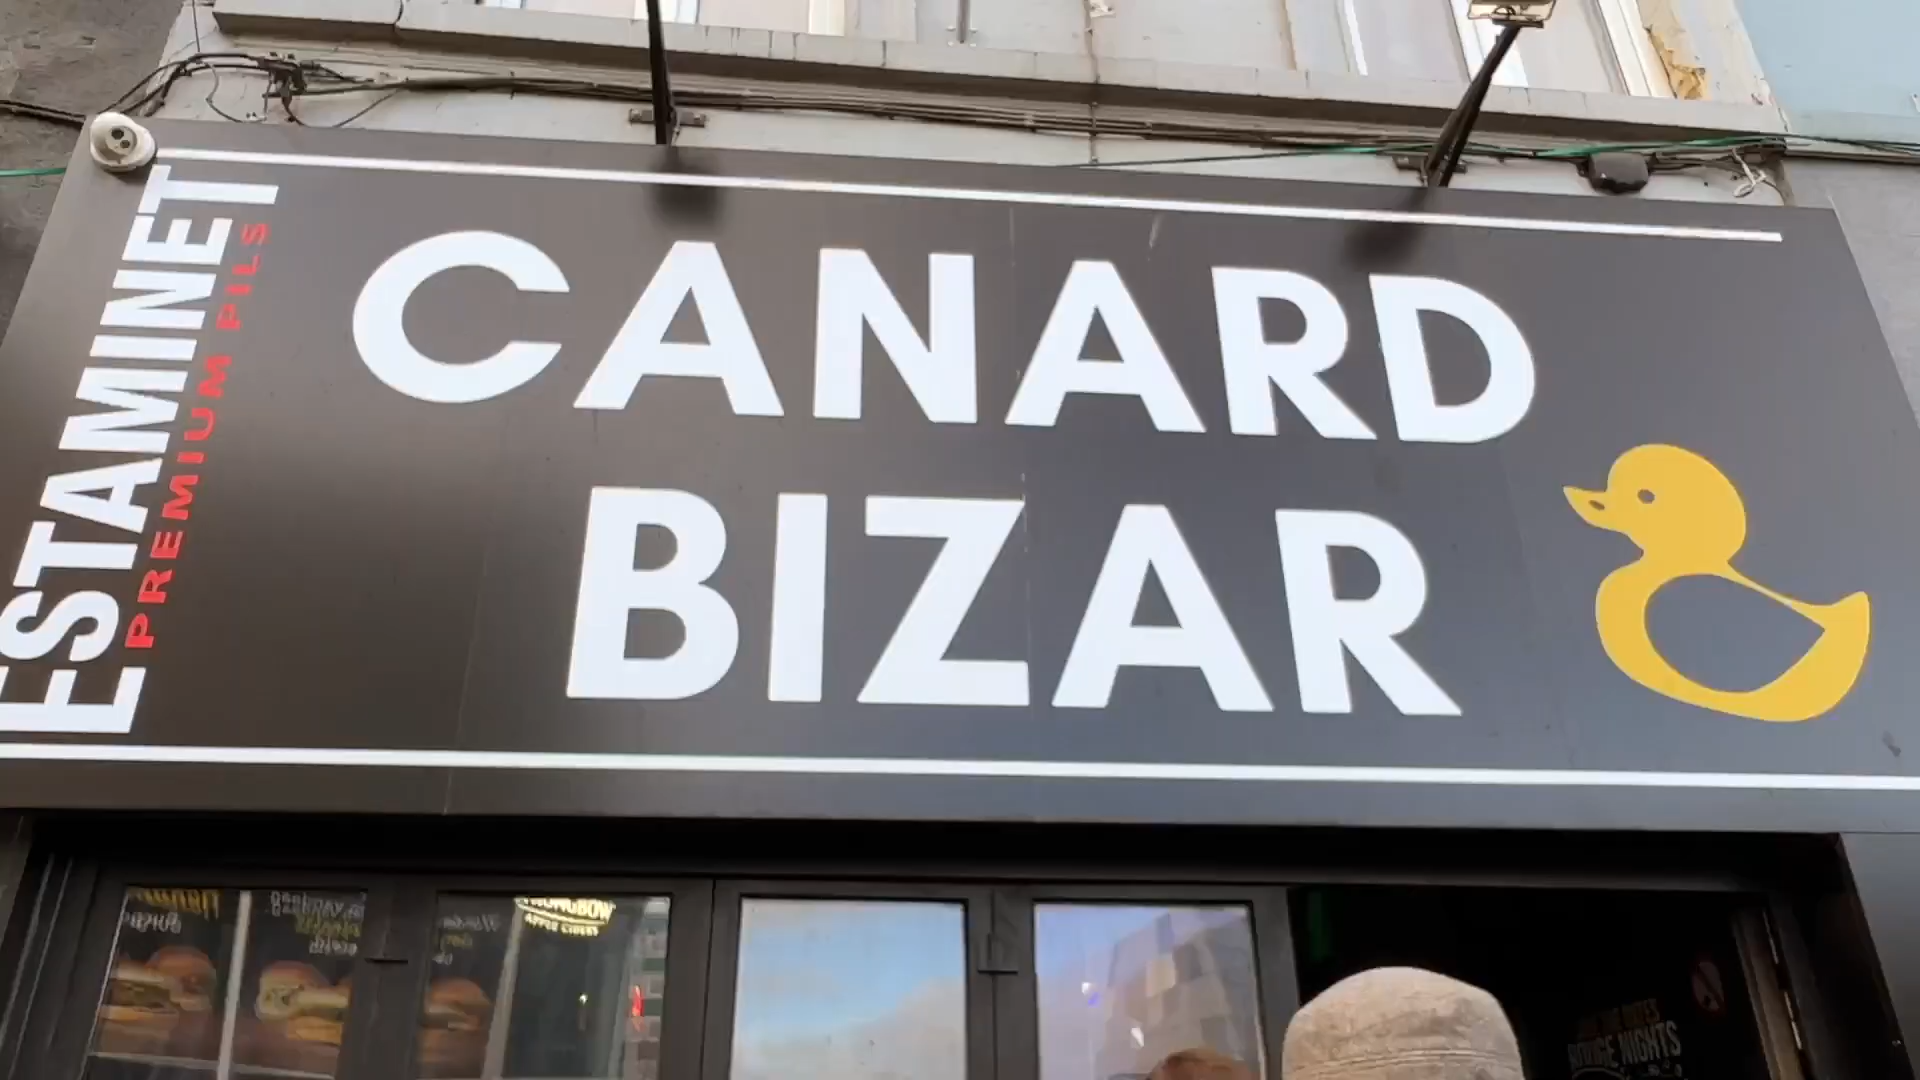 ESTAMINET
PREMIUM PILS
CANARD
BIZAR
APPLE CIDERS
NIGHTS